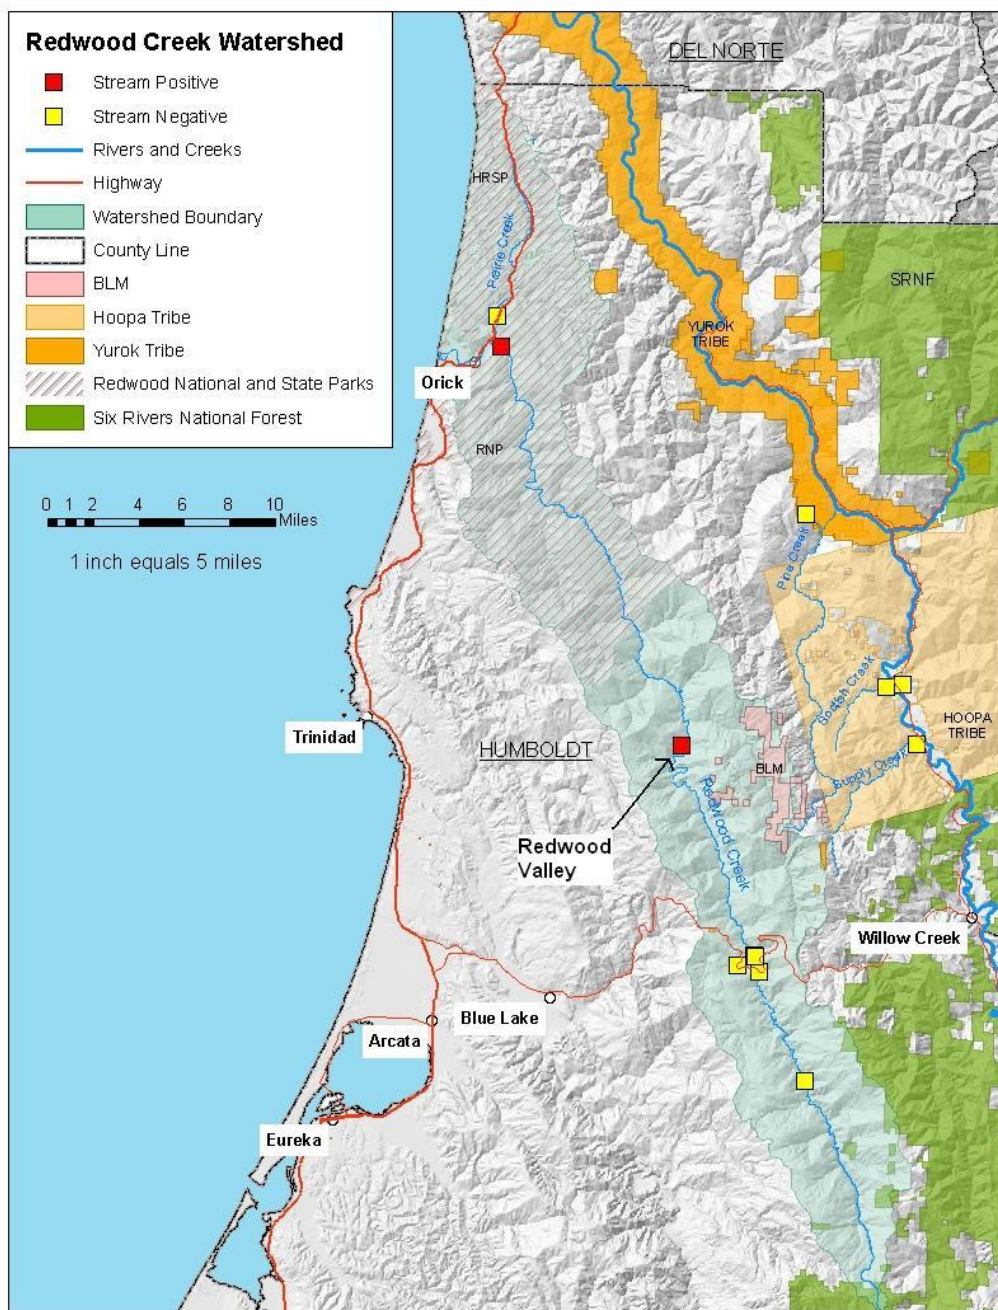 Redwood Creek Watershed
Stream Positive
Stream Negative
Rivers and Creeks
Highway
Watershed Boundary
County Line
BLM
Hoopa Tribe
Yurok Tribe
Redwood National and State Parks
Six Rivers National Forest
0 1 2 4 6 8 10
Miles
1 inch equals 5 miles
DEL NORTE
HRSP
Prairie Creek
SRNF
YUROK
TRIBE
Orick
RNP
Pine Creek
Trinidad
HUMBOLDT
Soctish Creek
HOOPA
TRIBE
BLM
Supply Creek
Redwood Creek
Redwood
Valley
Willow Creek
Blue Lake
Arcata
Eureka